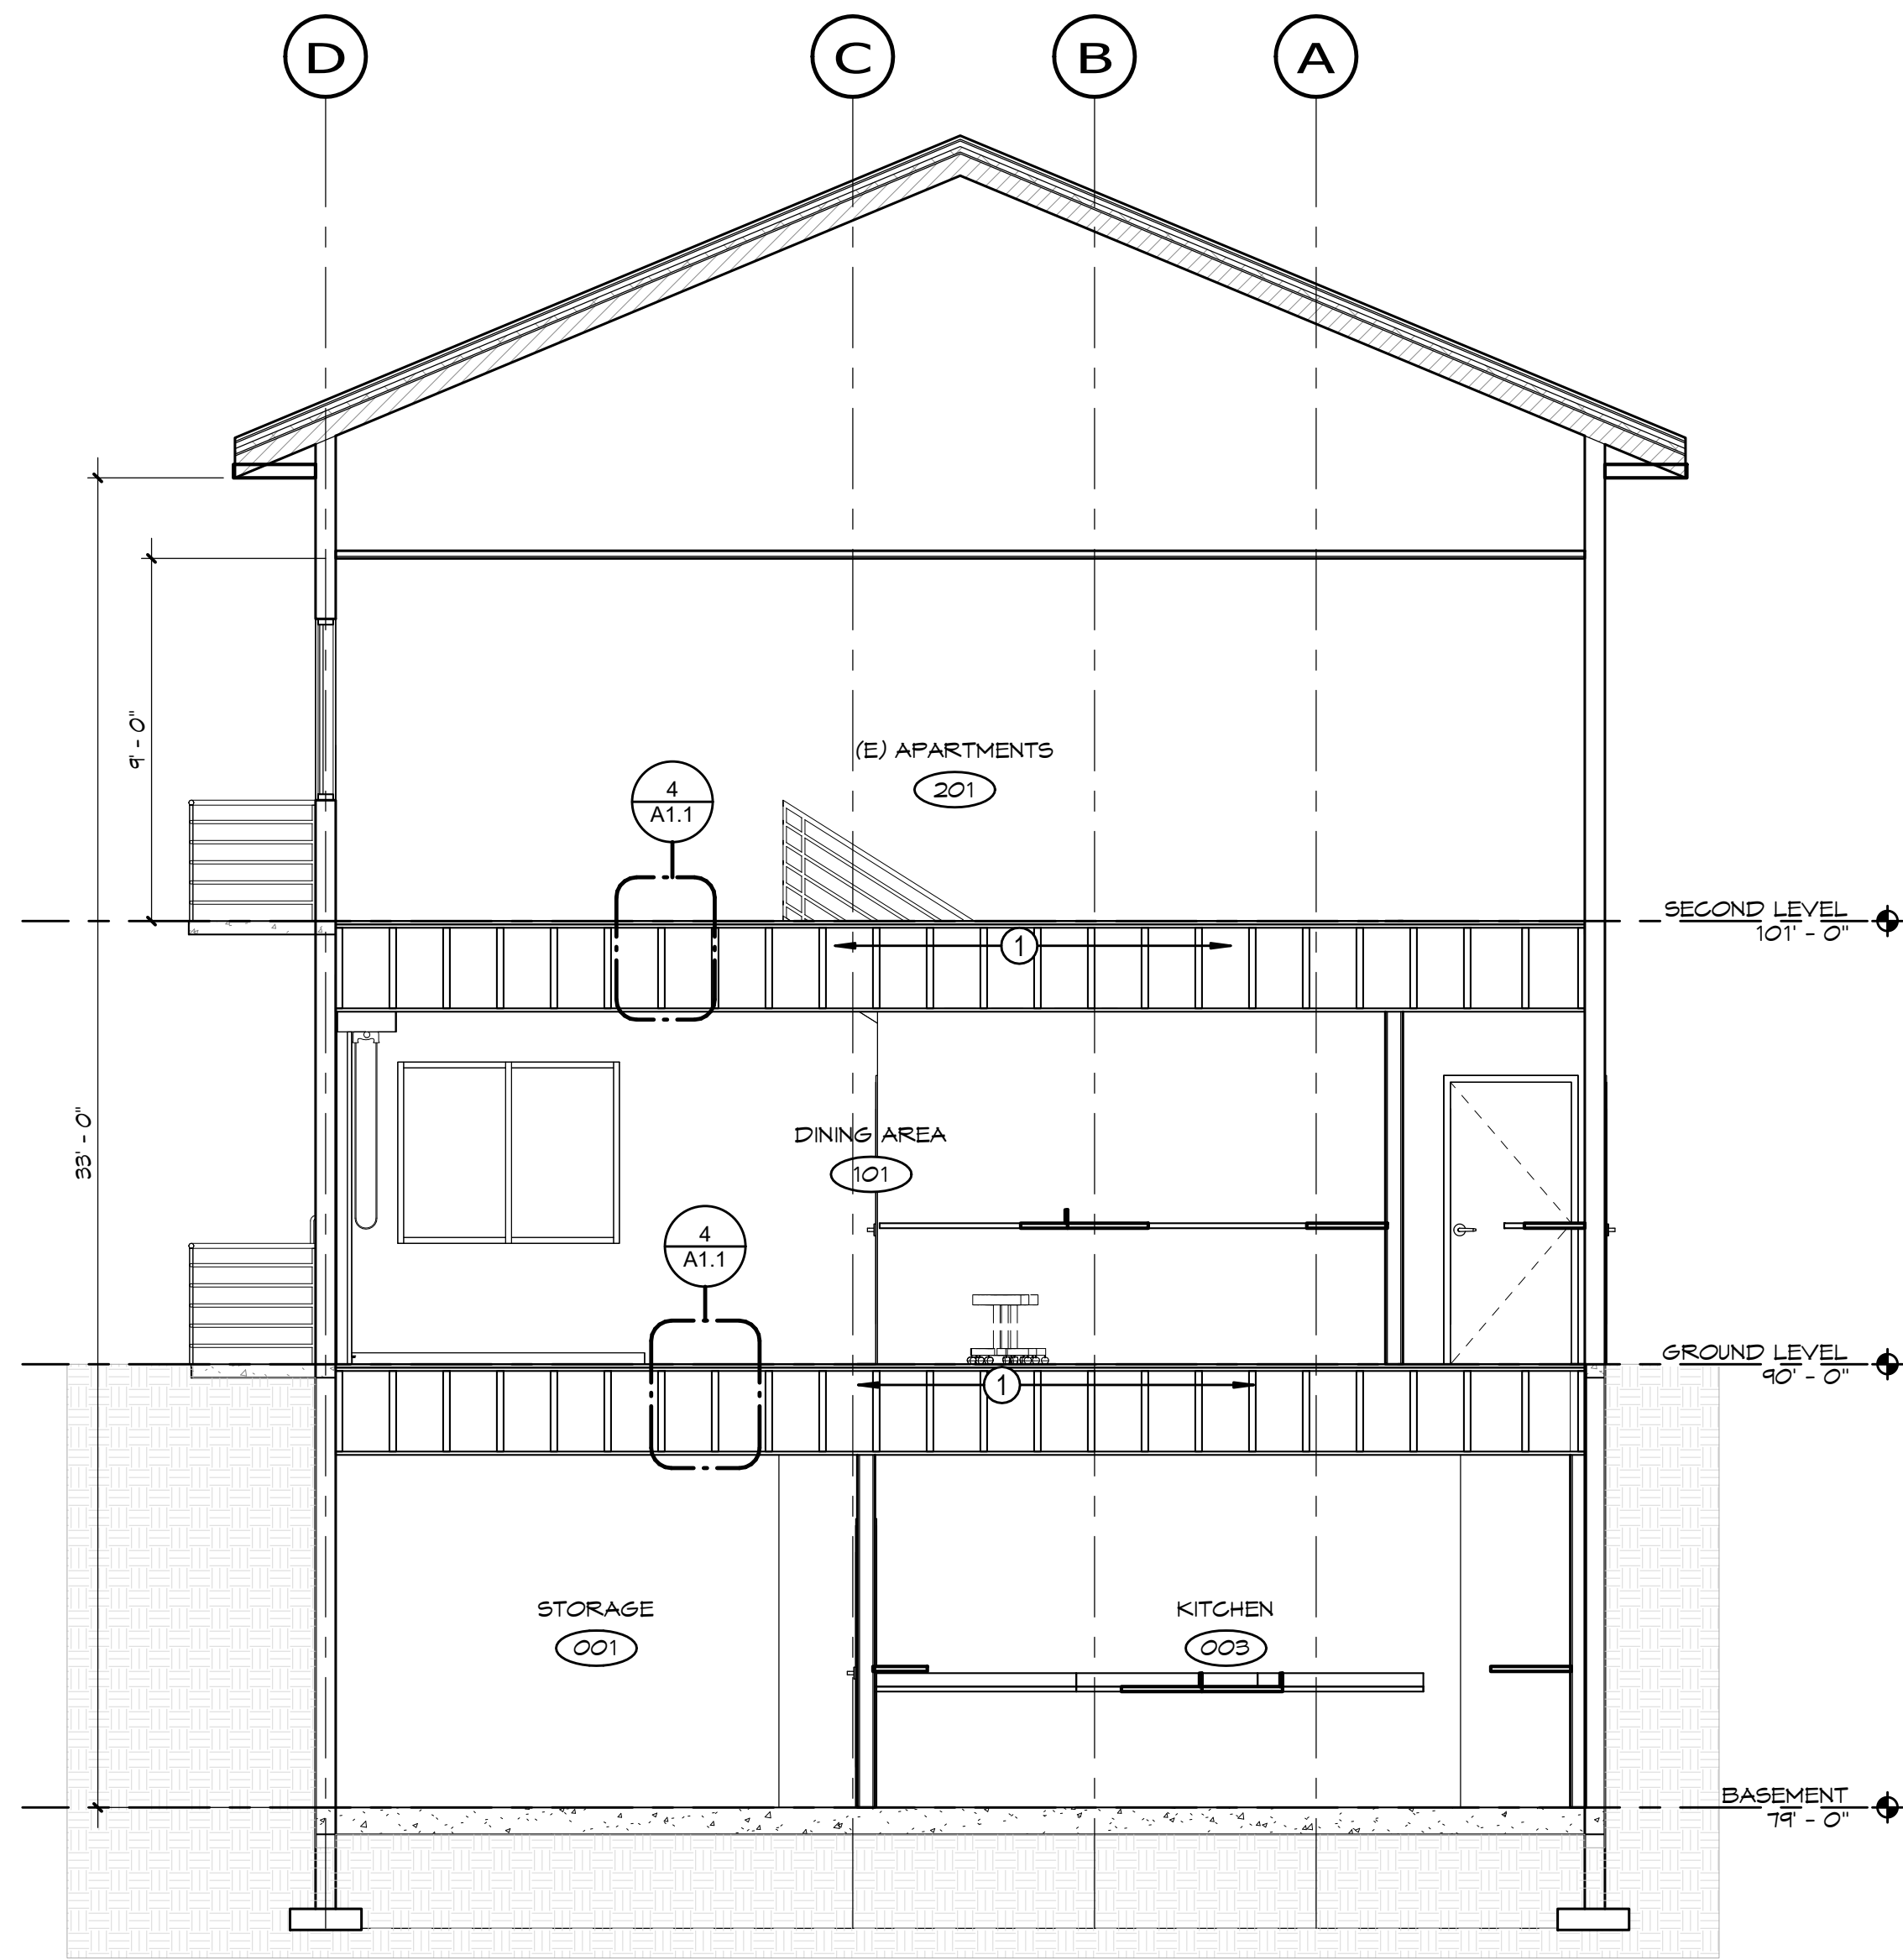 D
C
B
A
9' - 0"
(E) APARTMENTS
201
4
A1.1
SECOND LEVEL
101' - 0"
1
33' - 0"
DINING AREA
101
4
A1.1
GROUND LEVEL
90' - 0"
1
STORAGE
001
KITCHEN
003
BASEMENT
79' - 0"